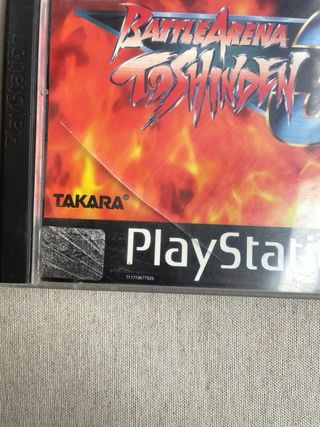 PlayStation
BATTLE ARENA
TOSHINDEN 3
TAKARA®
PlayStati